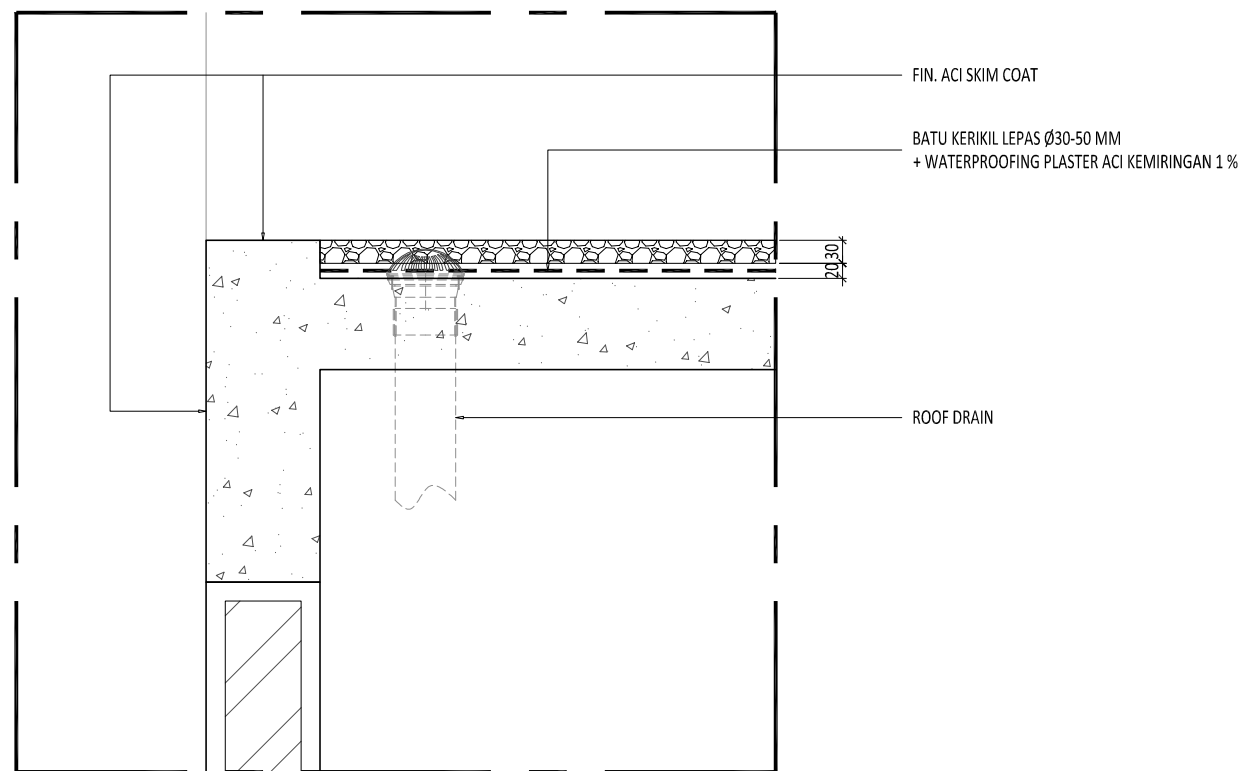 FIN. ACI SKIM COAT
BATU KERIKIL LEPAS Ø30-50 MM
+ WATERPROOFING PLASTER ACI KEMIRINGAN 1 %
30
20
ROOF DRAIN